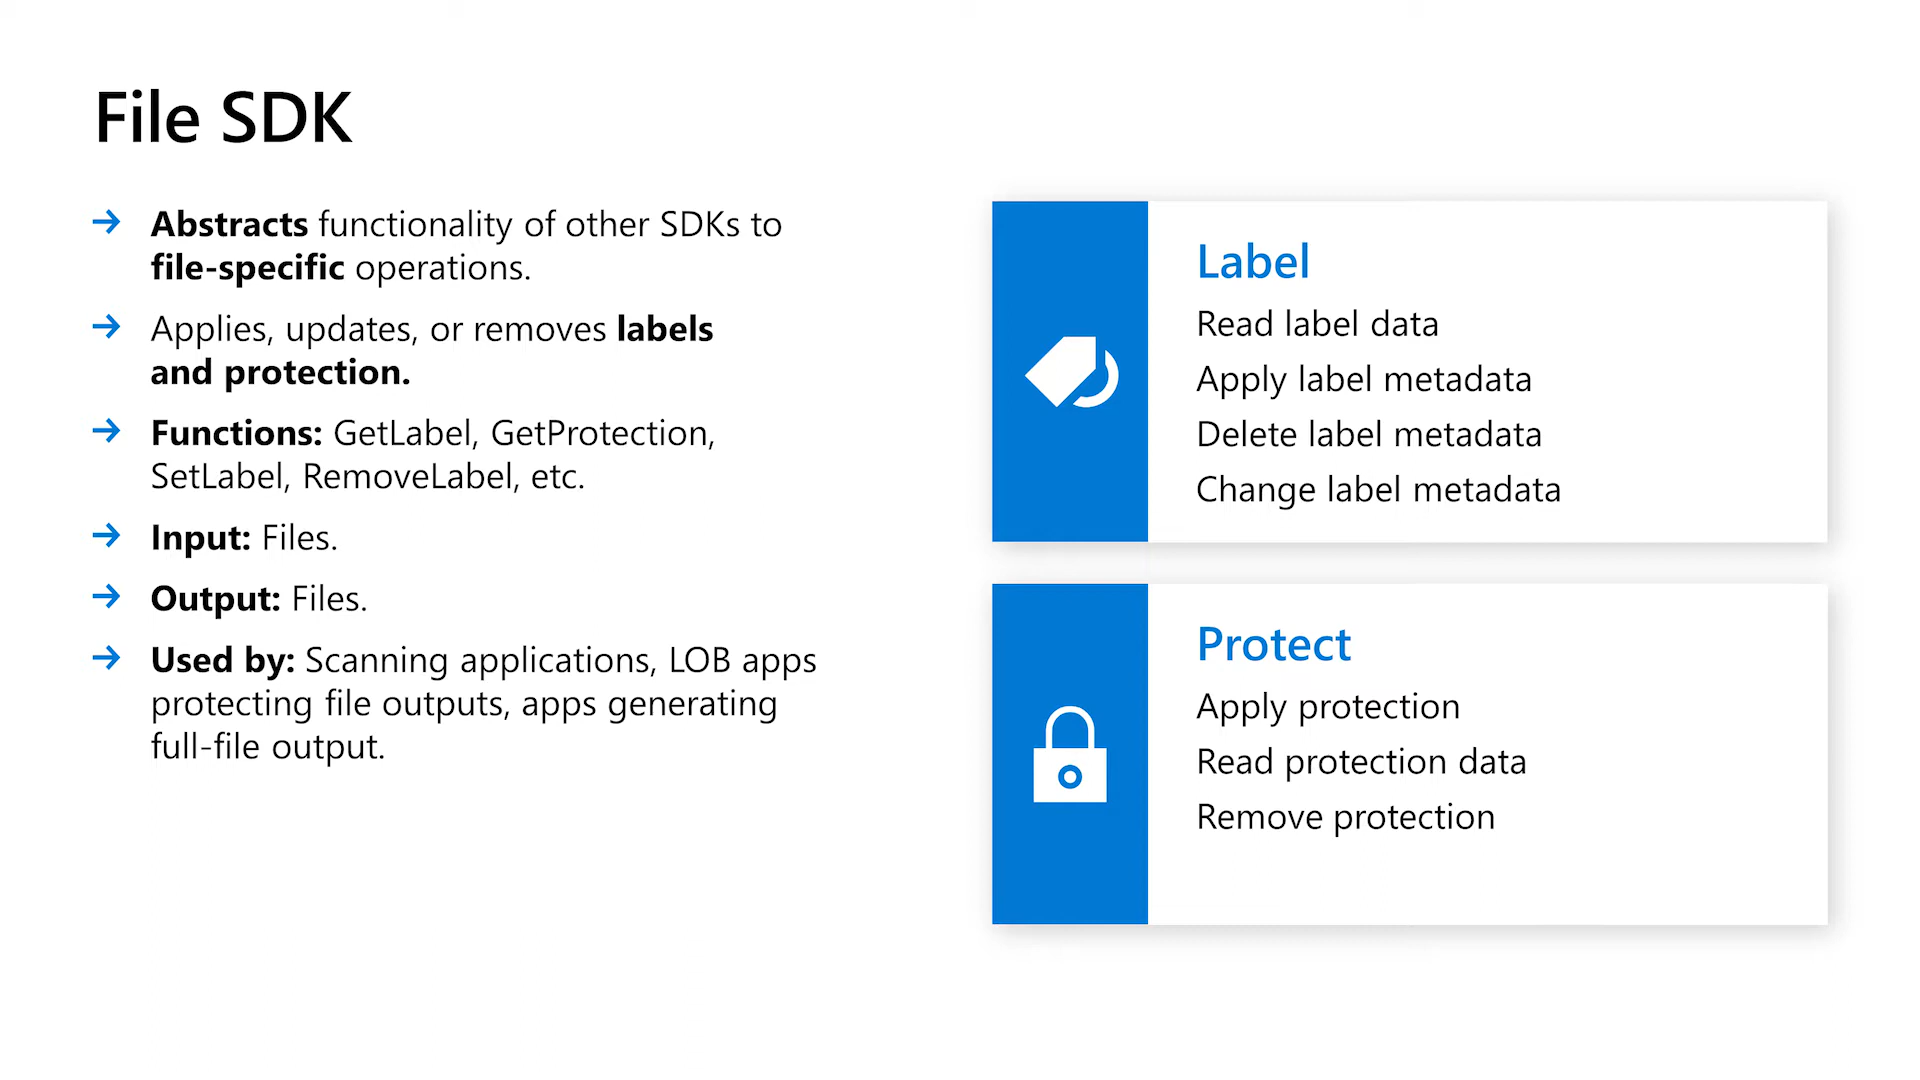 File SDK
Abstracts functionality of other SDKs to
file-specific operations.
Applies, updates, or removes labels
and protection.
Functions: GetLabel, GetProtection,
SetLabel, RemoveLabel, etc.
Input: Files.
Output: Files.
Used by: Scanning applications, LOB apps
protecting file outputs, apps generating
full-file output.
Label
Read label data
Apply label metadata
Delete label metadata
Change label metadata
Protect
Apply protection
Read protection data
Remove protection